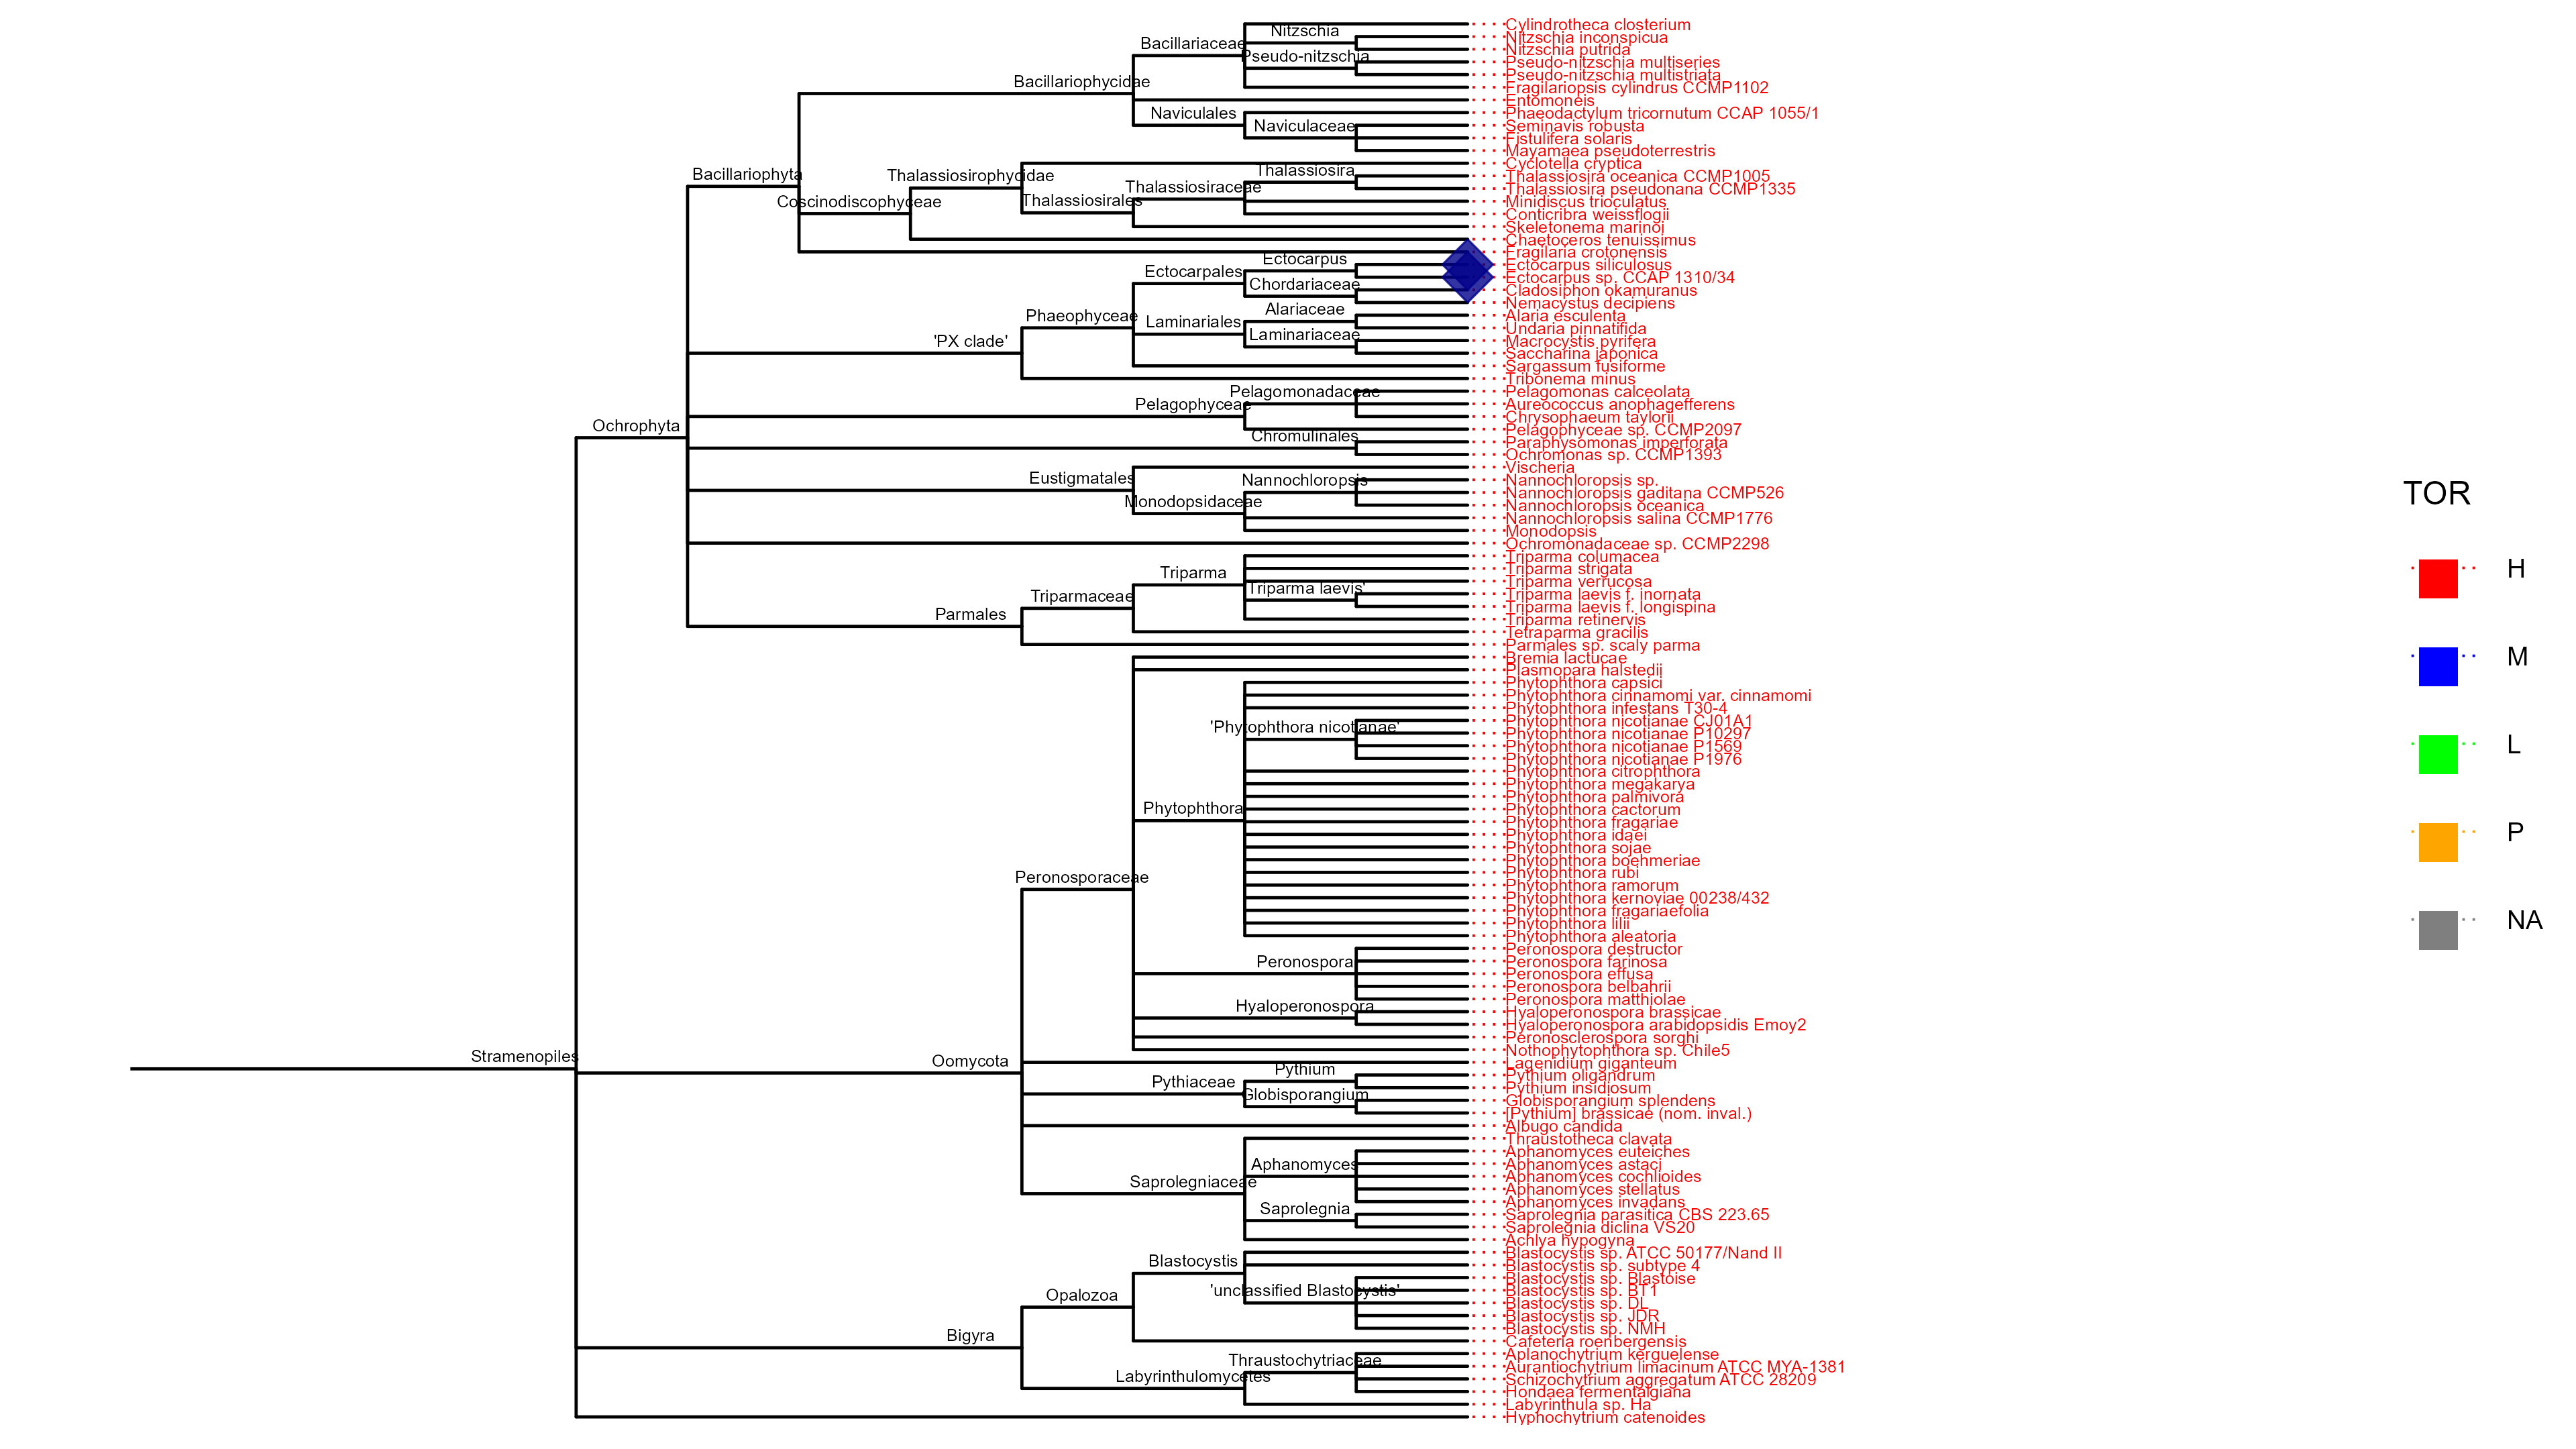 Cylindrotheca closterium
Nitzschia
Nitzschia inconspicua
Bacillariaceae
Nitzschia putrida
Pseudo-nitzschia
Pseudo-nitzschia multiseries
Pseudo-nitzschia multistriata
Bacillariophycidae
Fragilariopsis cylindrus CCMP1102
Entomoneis
Naviculales
Phaeodactylum tricornutum CCAP 1055/1
Naviculaceae
Seminavis robusta
Fistulifera solaris
Mayamaea pseudoterrestris
Cyclotella cryptica
Bacillariophyta
Thalassiosirophycidae
Thalassiosira
Thalassiosira oceanica CCMP1005
Thalassiosiraceae
Thalassiosira pseudonana CCMP1335
Coscinodiscophyceae
Thalassiosirales
Minidiscus trioculatus
Conticribra weissflogii
Skeletonema marinoi
Chaetoceros tenuissimus
Fragilaria crotonensis
Ectocarpus
Ectocarpus siliculosus
Ectocarpales
Ectocarpus sp. CCAP 1310/34
Chordariaceae
Cladosiphon okamuranus
Nemacystus decipiens
Phaeophyceae
Alariaceae
Alaria esculenta
Laminariales
Undaria pinnatifida
'PX clade'
Laminariaceae
Macrocystis pyrifera
Saccharina japonica
Sargassum fusiforme
Tribonema minus
Pelagomonadaceae
Pelagomonas calceolata
Pelagophyceae
Aureococcus anophagefferens
Chrysophaeum taylorii
Ochrophyta
Pelagophyceae sp. CCMP2097
Chromulinales
Paraphysomonas imperforata
Ochromonas sp. CCMP1393
Vischeria
Eustigmatales
Nannochloropsis
Nannochloropsis sp.
Nannochloropsis gaditana CCMP526
Monodopsidaceae
Nannochloropsis oceanica
Nannochloropsis salina CCMP1776
Monodopsis
Ochromonadaceae sp. CCMP2298
Triparma columacea
Triparma
Triparma strigata
Triparma verrucosa
Triparmaceae
Triparma laevis'
Triparma laevis f. inornata
Triparma laevis f. longispina
Parmales
Triparma retinervis
Tetraparma gracilis
Parmales sp. scaly parma
Bremia lactucae
Plasmopara halstedii
Phytophthora capsici
Phytophthora cinnamomi var. cinnamomi
Phytophthora infestans T30-4
'Phytophthora nicotianae'
Phytophthora nicotianae CJ01A1
Phytophthora nicotianae P10297
Phytophthora nicotianae P1569
Phytophthora nicotianae P1976
Phytophthora citrophthora
Phytophthora megakarya
Phytophthora palmivora
Phytophthora
Phytophthora cactorum
Phytophthora fragariae
Phytophthora idaei
Phytophthora sojae
Phytophthora boehmeriae
Peronosporaceae
Phytophthora rubi
Phytophthora ramorum
Phytophthora kernoviae 00238/432
Phytophthora fragariaefolia
Phytophthora lilii
Phytophthora aleatoria
Peronospora destructor
Peronospora
Peronospora farinosa
Peronospora effusa
Peronospora belbahrii
Peronospora matthiolae
Hyaloperonospora
Hyaloperonospora brassicae
Hyaloperonospora arabidopsidis Emoy2
Peronosclerospora sorghi
Nothophytophthora sp. Chile5
Stramenopiles
Oomycota
Lagenidium giganteum
Pythium
Pythium oligandrum
Pythiaceae
Pythium insidiosum
Globisporangium
Globisporangium splendens
[Pythium] brassicae (nom. inval.)
Albugo candida
Thraustotheca clavata
Aphanomyces euteiches
Aphanomyces
Aphanomyces astaci
Saprolegniaceae
Aphanomyces cochlioides
Aphanomyces stellatus
Aphanomyces invadans
Saprolegnia
Saprolegnia parasitica CBS 223.65
Saprolegnia diclina VS20
Achlya hypogyna
Blastocystis
Blastocystis sp. ATCC 50177/Nand II
Blastocystis sp. subtype 4
Opalozoa
'unclassified Blastocystis'
Blastocystis sp. Blastoise
Blastocystis sp. BT1
Blastocystis sp. DL
Blastocystis sp. JDR
Bigyra
Blastocystis sp. NMH
Cafeteria roenbergensis
Thraustochytriaceae
Aplanochytrium kerguelense
Labyrinthulomycetes
Aurantiochytrium limacinum ATCC MYA-1381
Schizochytrium aggregatum ATCC 28209
Hondaea fermentalgiana
Labyrinthula sp. Ha
Hyphochytrium catenoides
TOR
H
M
L
P
NA